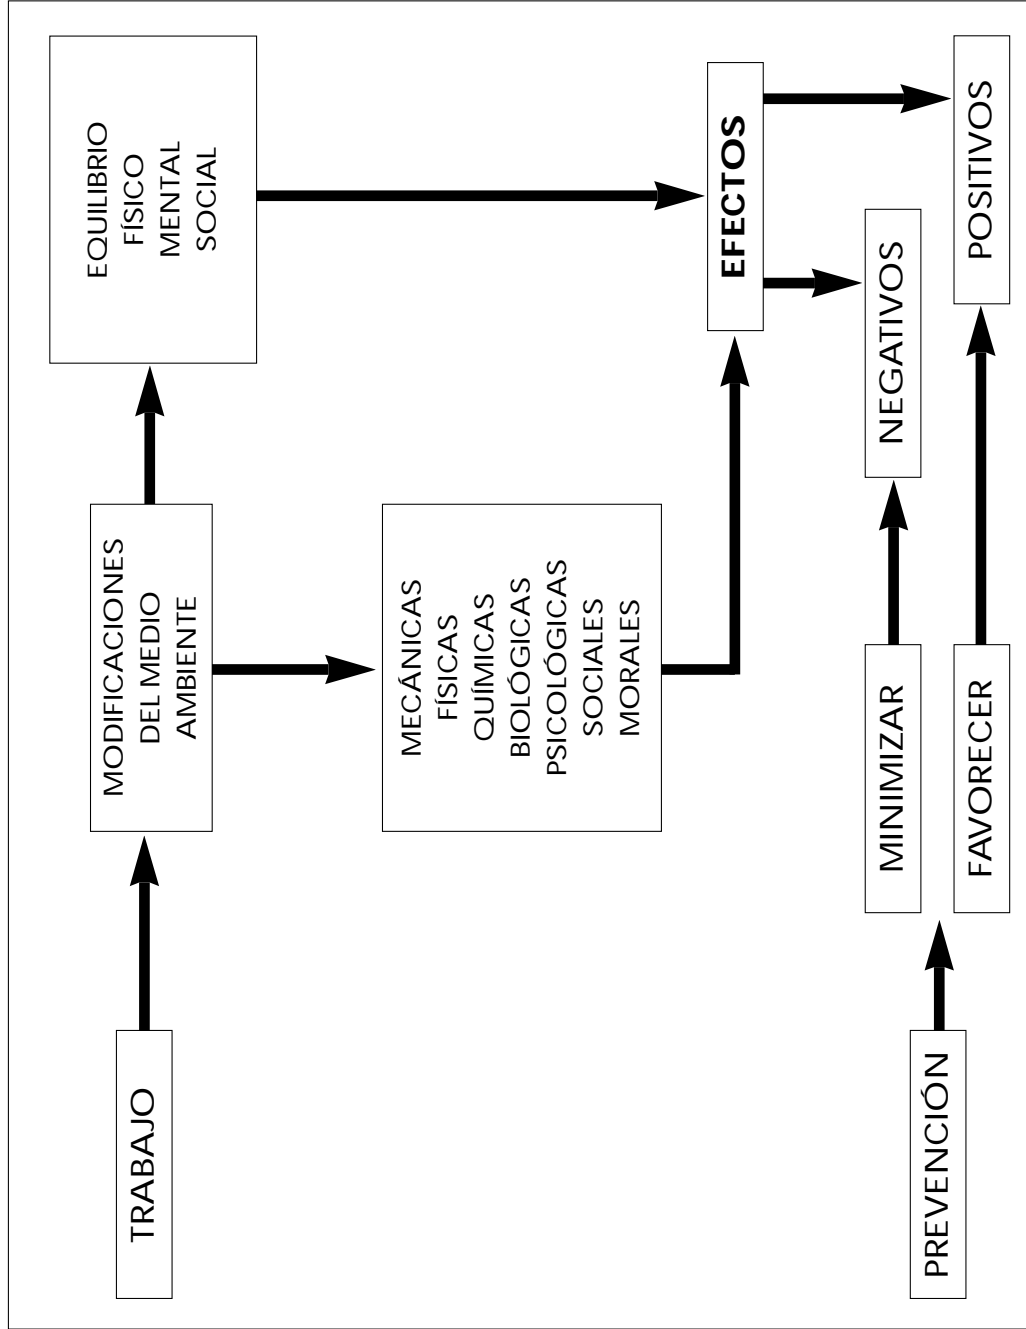 TRABAJO
MODIFICACIONES
DEL MEDIO
AMBIENTE
EQUILIBRIO
FÍSICO
MENTAL
SOCIAL
MECÁNICAS
FÍSICAS
QUÍMICAS
BIOLÓGICAS
PSICOLÓGICAS
SOCIALES
MORALES
EFECTOS
PREVENCIÓN
MINIMIZAR
NEGATIVOS
FAVORECER
POSITIVOS